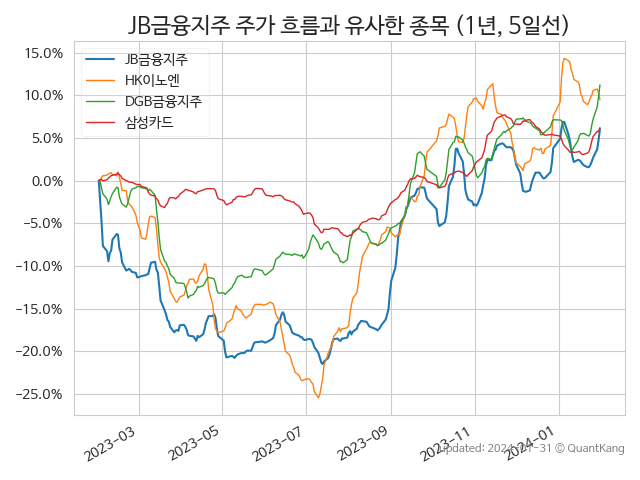 JB금융지주 주가 흐름과 유사한 종목 (1년, 5일선)
JB금융지주
HK이노엔
DGB금융지주
삼성카드
15.0%
10.0%
5.0%
0.0%
−5.0%
−10.0%
−15.0%
−20.0%
−25.0%
2023-03
2023-05
2023-07
2023-09
2023-11
2024-01
updated: 2024-01-31 © QuantKang